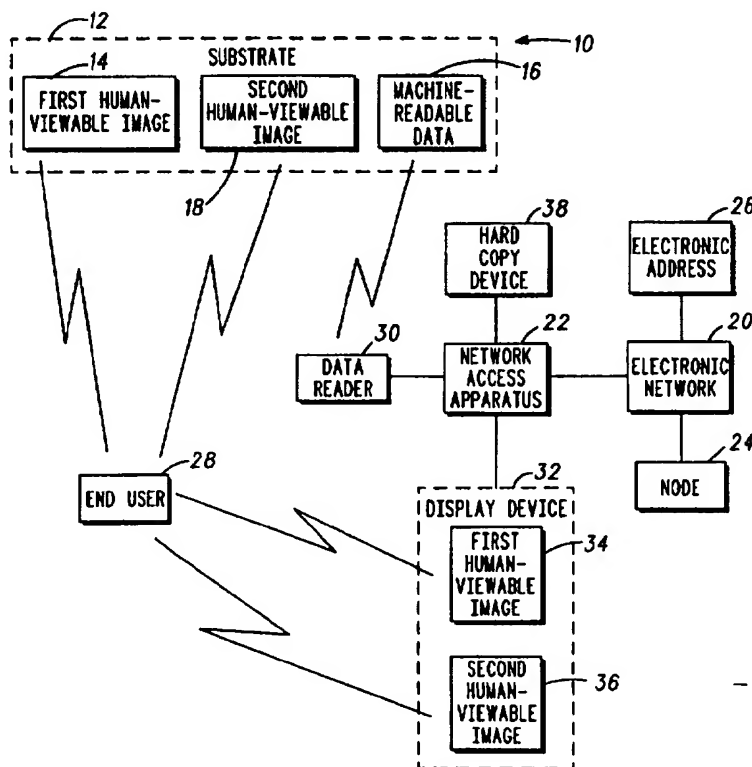 12
10
SUBSTRATE
14
16
FIRST HUMAN-
VIEWABLE IMAGE
SECOND
HUMAN-VIEWABLE
IMAGE
MACHINE-
READABLE
DATA
18
38
26
HARD
COPY
DEVICE
ELECTRONIC
ADDRESS
30
22
20
DATA
READER
NETWORK
ACCESS
APPARATUS
ELECTRONIC
NETWORK
28
32
24
END USER
NODE
DISPLAY DEVICE
34
FIRST
HUMAN-
VIEWABLE
IMAGE
36
SECOND
HUMAN-
VIEWABLE
IMAGE